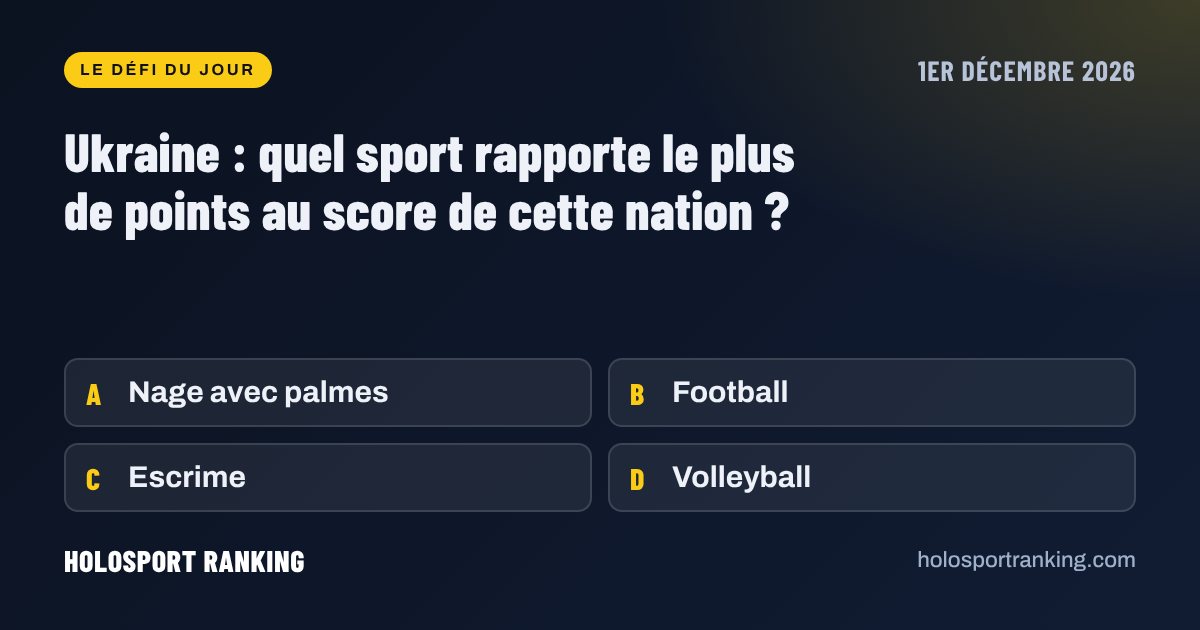 LE DÉFI DU JOUR
1ER DÉCEMBRE 2026
Ukraine : quel sport rapporte le plus
de points au score de cette nation ?
A Nage avec palmes
B Football
C Escrime
D Volleyball
HOLOSPORT RANKING
holosportranking.com